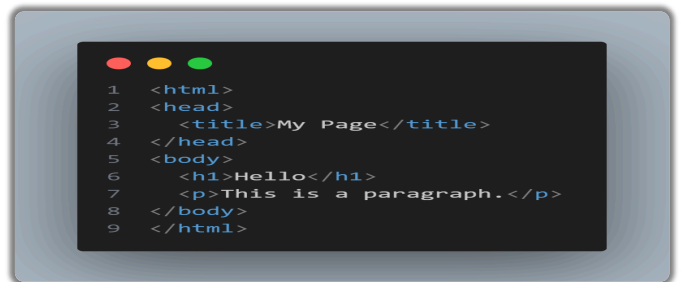 1 <html>
2 <head>
3 <title>My Page</title>
4 </head>
5 <body>
6 <h1>Hello</h1>
7 <p>This is a paragraph.</p>
8 </body>
9 </html>